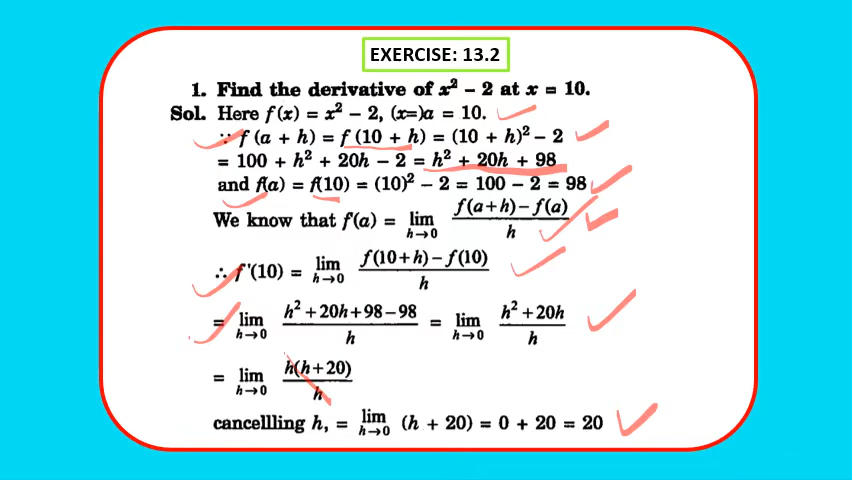 EXERCISE: 13.2
1. Find the derivative of x² − 2 at x = 10.
Sol. Here f(x) = x² − 2, (x=)a = 10.
∵ f (a + h) = f (10 + h) = (10 + h)² − 2
= 100 + h² + 20h − 2 = h² + 20h + 98
and f(a) = f(10) = (10)² − 2 = 100 − 2 = 98
We know that f(a) = lim h→0 f(a+h) − f(a) / h
∴ f'(10) = lim h→0 f(10+h) − f(10) / h
= lim h→0 h² + 20h + 98 − 98 / h = lim h→0 h² + 20h / h
= lim h→0 h(h+20) / h
cancellling h, = lim h→0 (h + 20) = 0 + 20 = 20